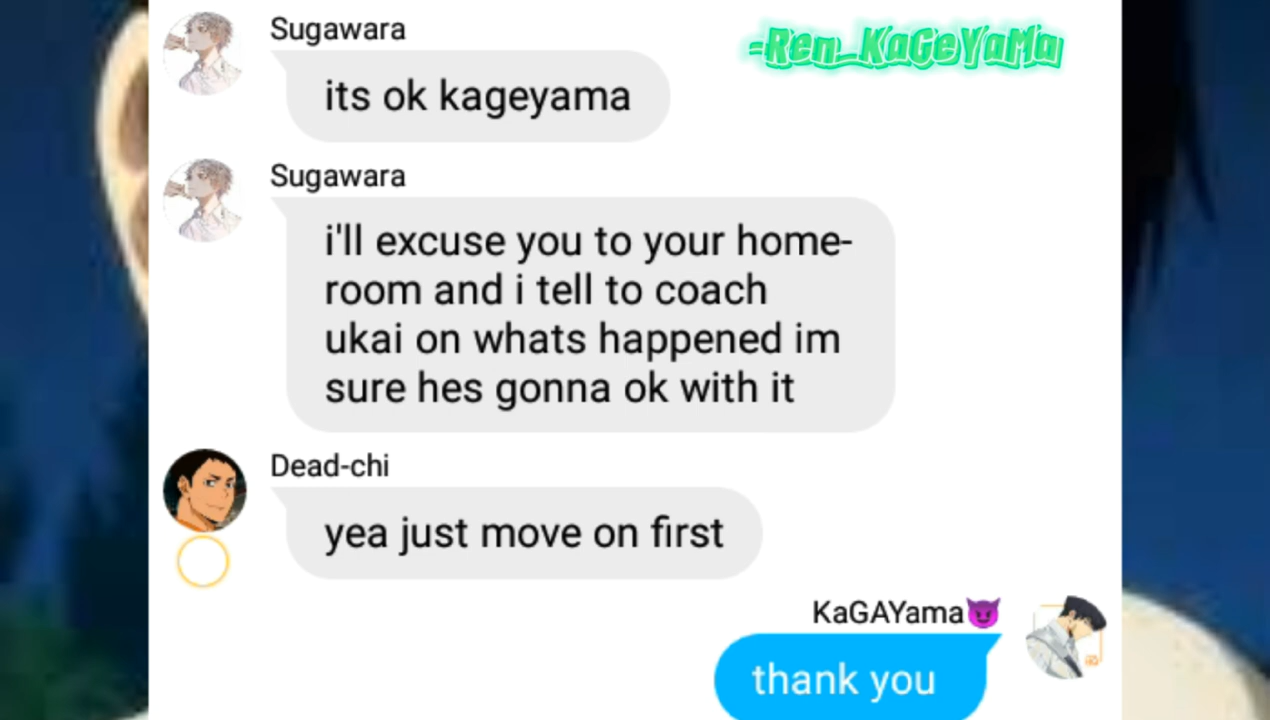 Sugawara
-Ren_KaGeYaMa
its ok kageyama
Sugawara
i'll excuse you to your home-
room and i tell to coach
ukai on whats happened im
sure hes gonna ok with it
Dead-chi
yea just move on first
KaGAYama😈
thank you